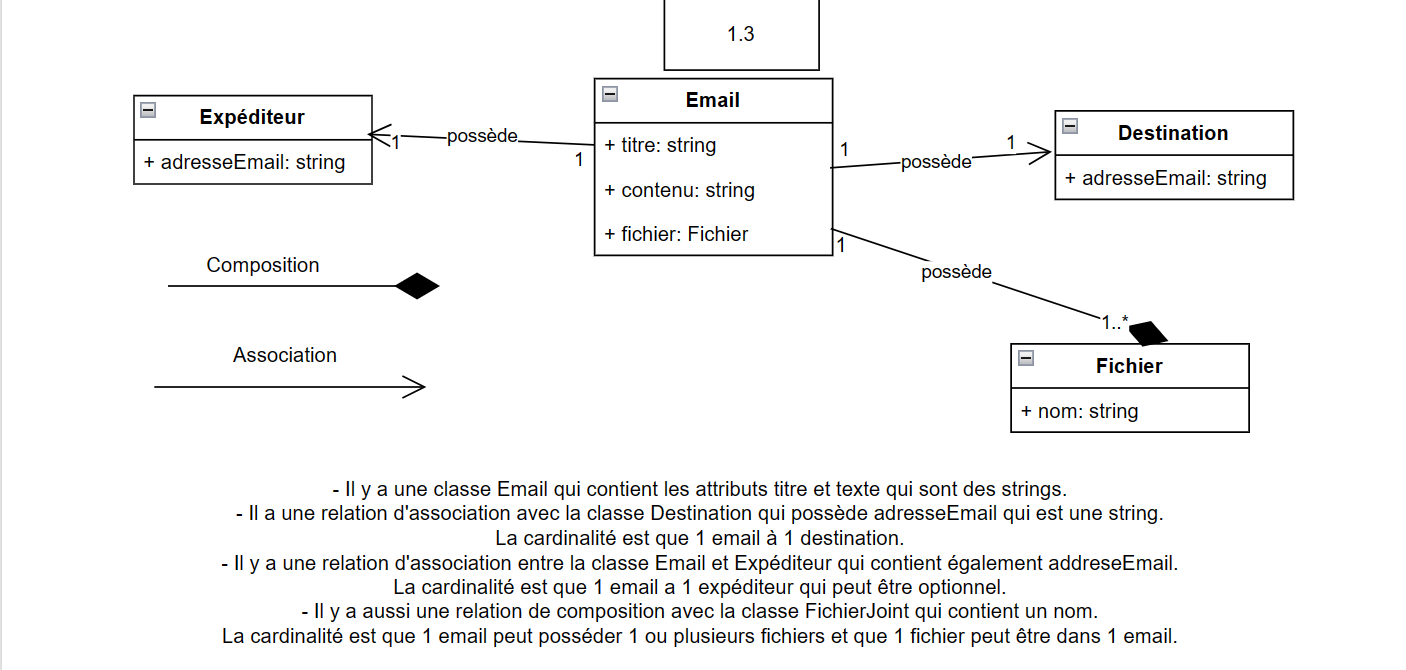 1.3
Expéditeur
+ adresseEmail: string
1
possède
1
Email
+ titre: string
+ contenu: string
+ fichier: Fichier
1
possède
1
Destination
+ adresseEmail: string
1
possède
1..*
Fichier
+ nom: string
Composition
Association
- Il y a une classe Email qui contient les attributs titre et texte qui sont des strings.
- Il a une relation d'association avec la classe Destination qui possède adresseEmail qui est une string.
La cardinalité est que 1 email à 1 destination.
- Il y a une relation d'association entre la classe Email et Expéditeur qui contient également addreseEmail.
La cardinalité est que 1 email a 1 expéditeur qui peut être optionnel.
- Il y a aussi une relation de composition avec la classe FichierJoint qui contient un nom.
La cardinalité est que 1 email peut posséder 1 ou plusieurs fichiers et que 1 fichier peut être dans 1 email.